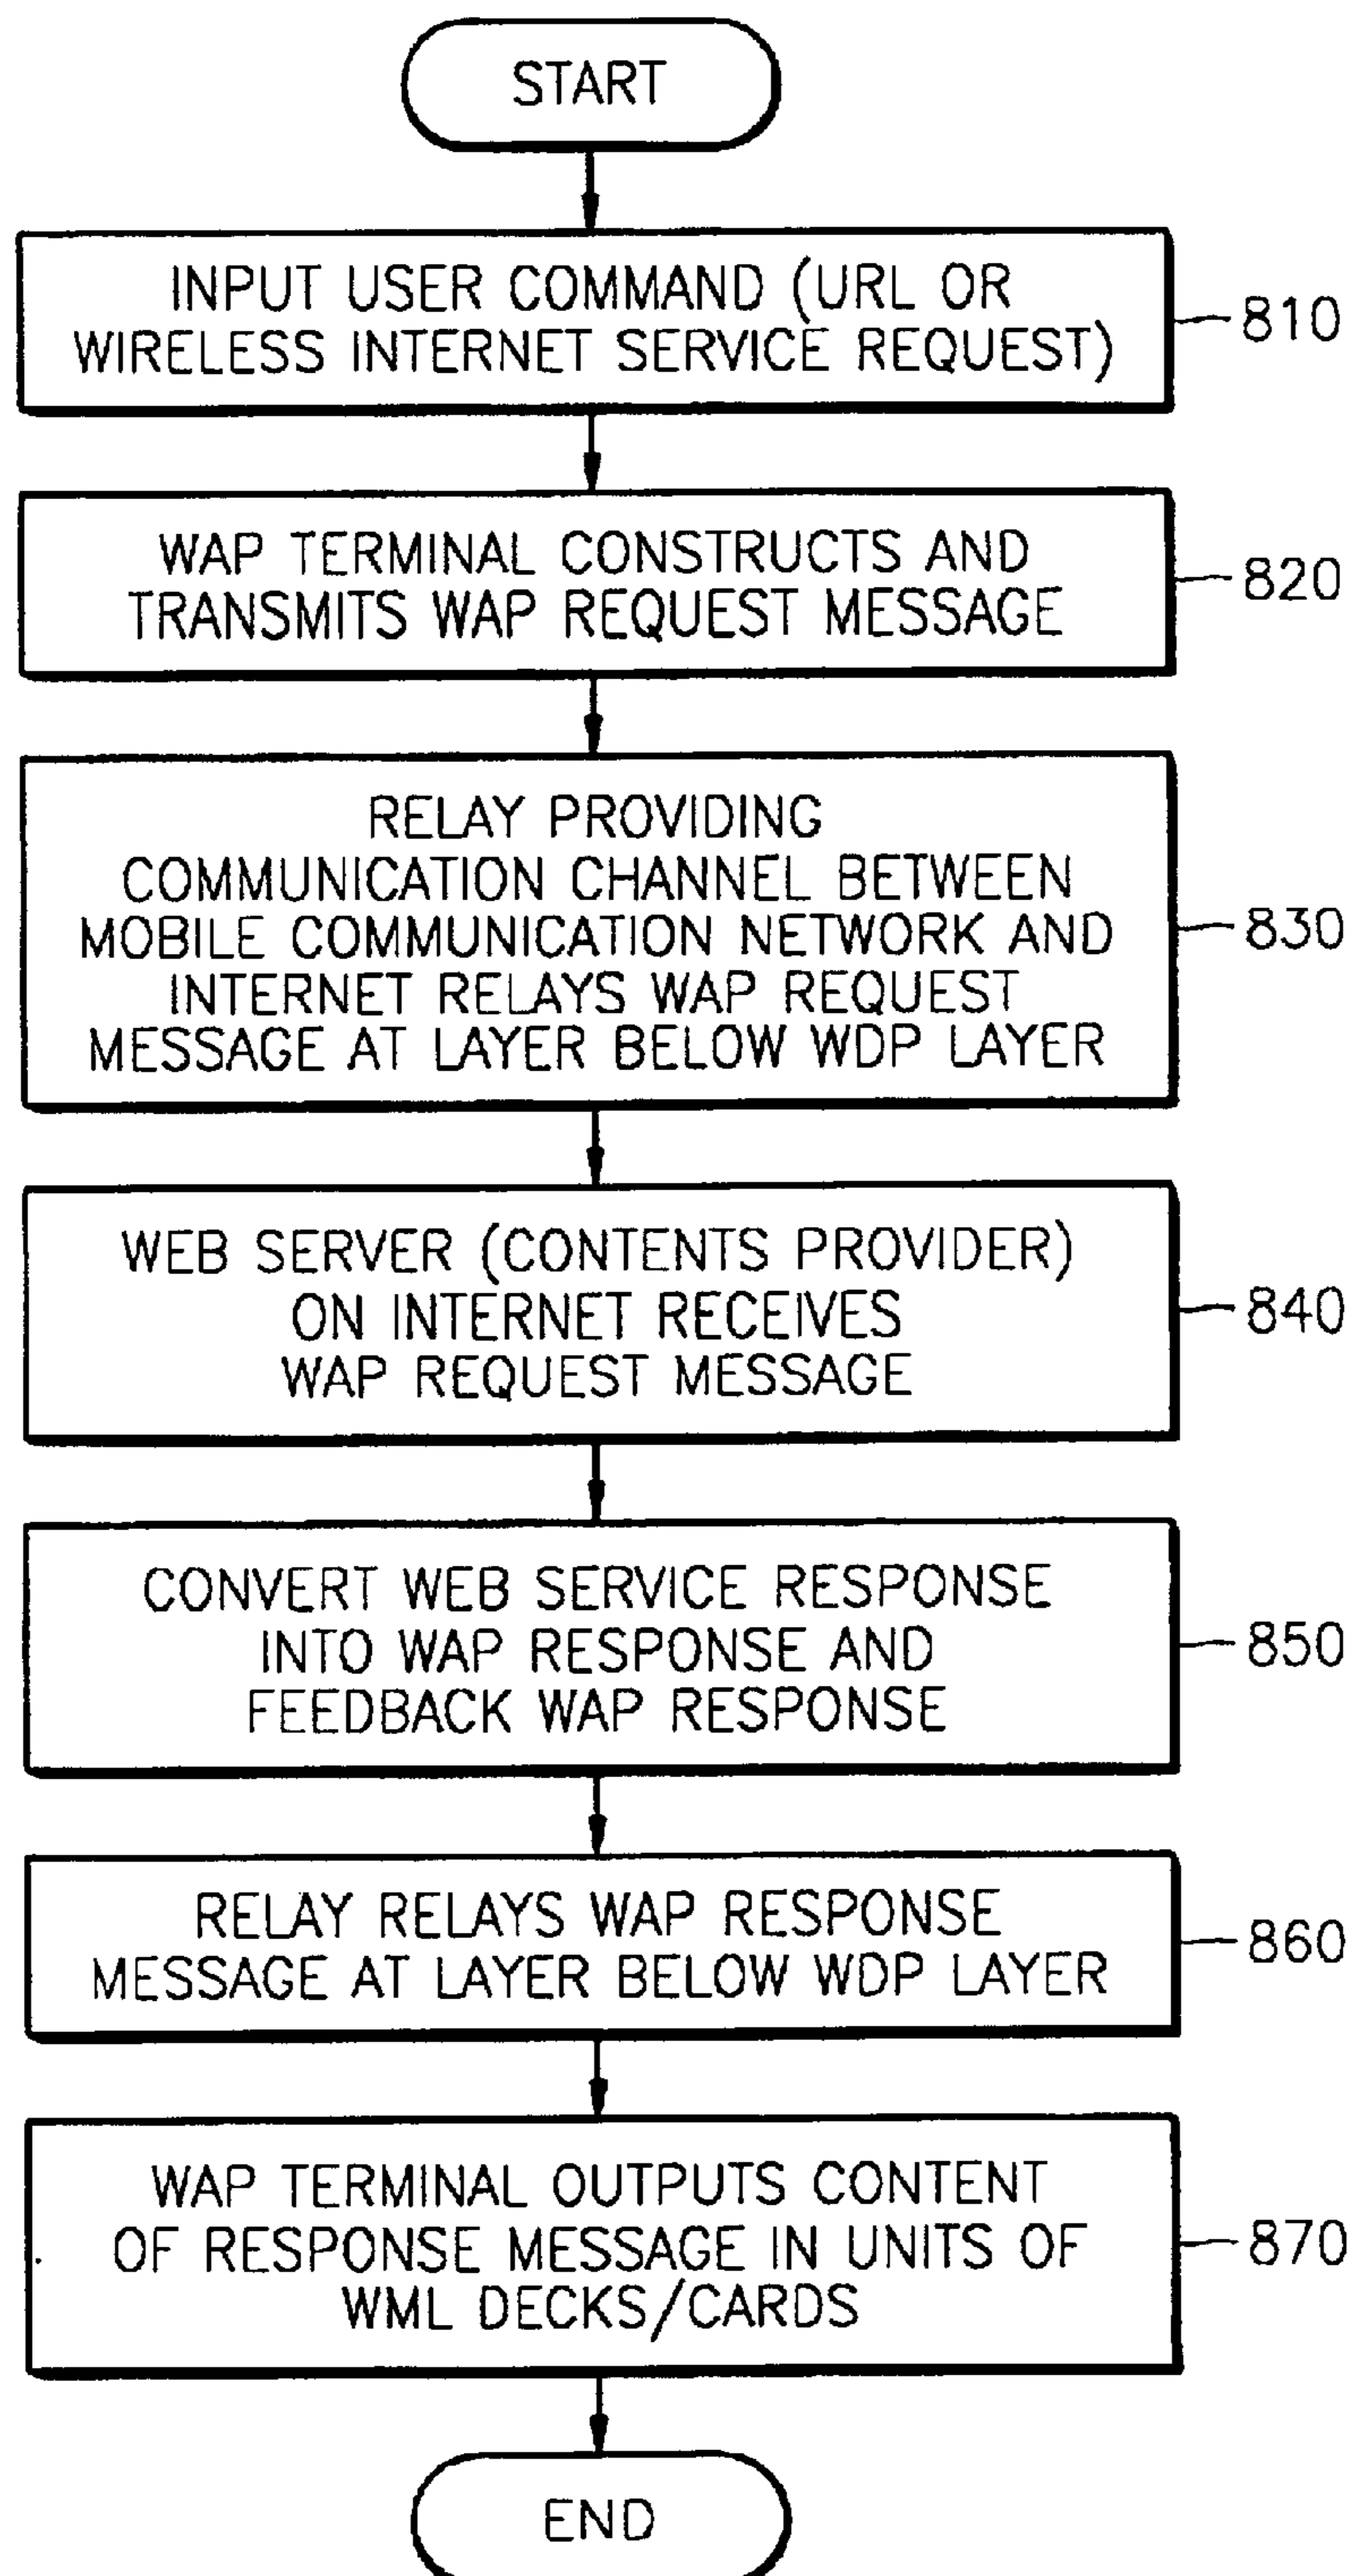 START
INPUT USER COMMAND (URL OR
WIRELESS INTERNET SERVICE REQUEST)
810
WAP TERMINAL CONSTRUCTS AND
TRANSMITS WAP REQUEST MESSAGE
820
RELAY PROVIDING
COMMUNICATION CHANNEL BETWEEN
MOBILE COMMUNICATION NETWORK AND
INTERNET RELAYS WAP REQUEST
MESSAGE AT LAYER BELOW WDP LAYER
830
WEB SERVER (CONTENTS PROVIDER)
ON INTERNET RECEIVES
WAP REQUEST MESSAGE
840
CONVERT WEB SERVICE RESPONSE
INTO WAP RESPONSE AND
FEEDBACK WAP RESPONSE
850
RELAY RELAYS WAP RESPONSE
MESSAGE AT LAYER BELOW WDP LAYER
860
WAP TERMINAL OUTPUTS CONTENT
OF RESPONSE MESSAGE IN UNITS OF
WML DECKS/CARDS
870
END